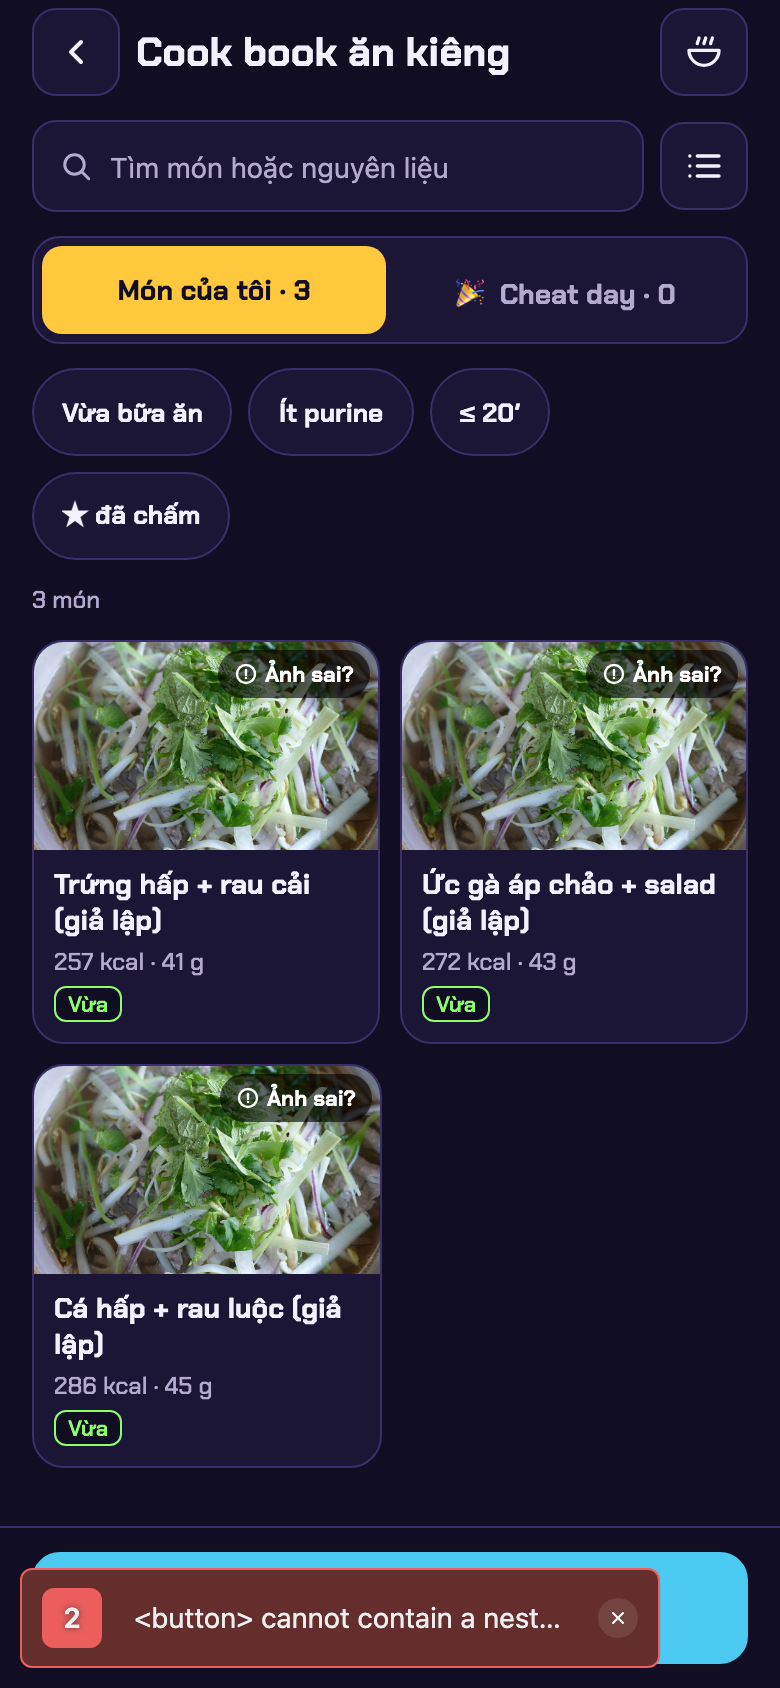 Cook book ăn kiêng
Tìm món hoặc nguyên liệu
Món của tôi · 3
🎉 Cheat day · 0
Vừa bữa ăn
Ít purine
≤ 20′
★ đã chấm
3 món
Ảnh sai?
Ảnh sai?
Trứng hấp + rau cải
(giả lập)
257 kcal · 41 g
Vừa
Ức gà áp chảo + salad
(giả lập)
272 kcal · 43 g
Vừa
Ảnh sai?
Cá hấp + rau luộc (giả
lập)
286 kcal · 45 g
Vừa
2
<button> cannot contain a nest...